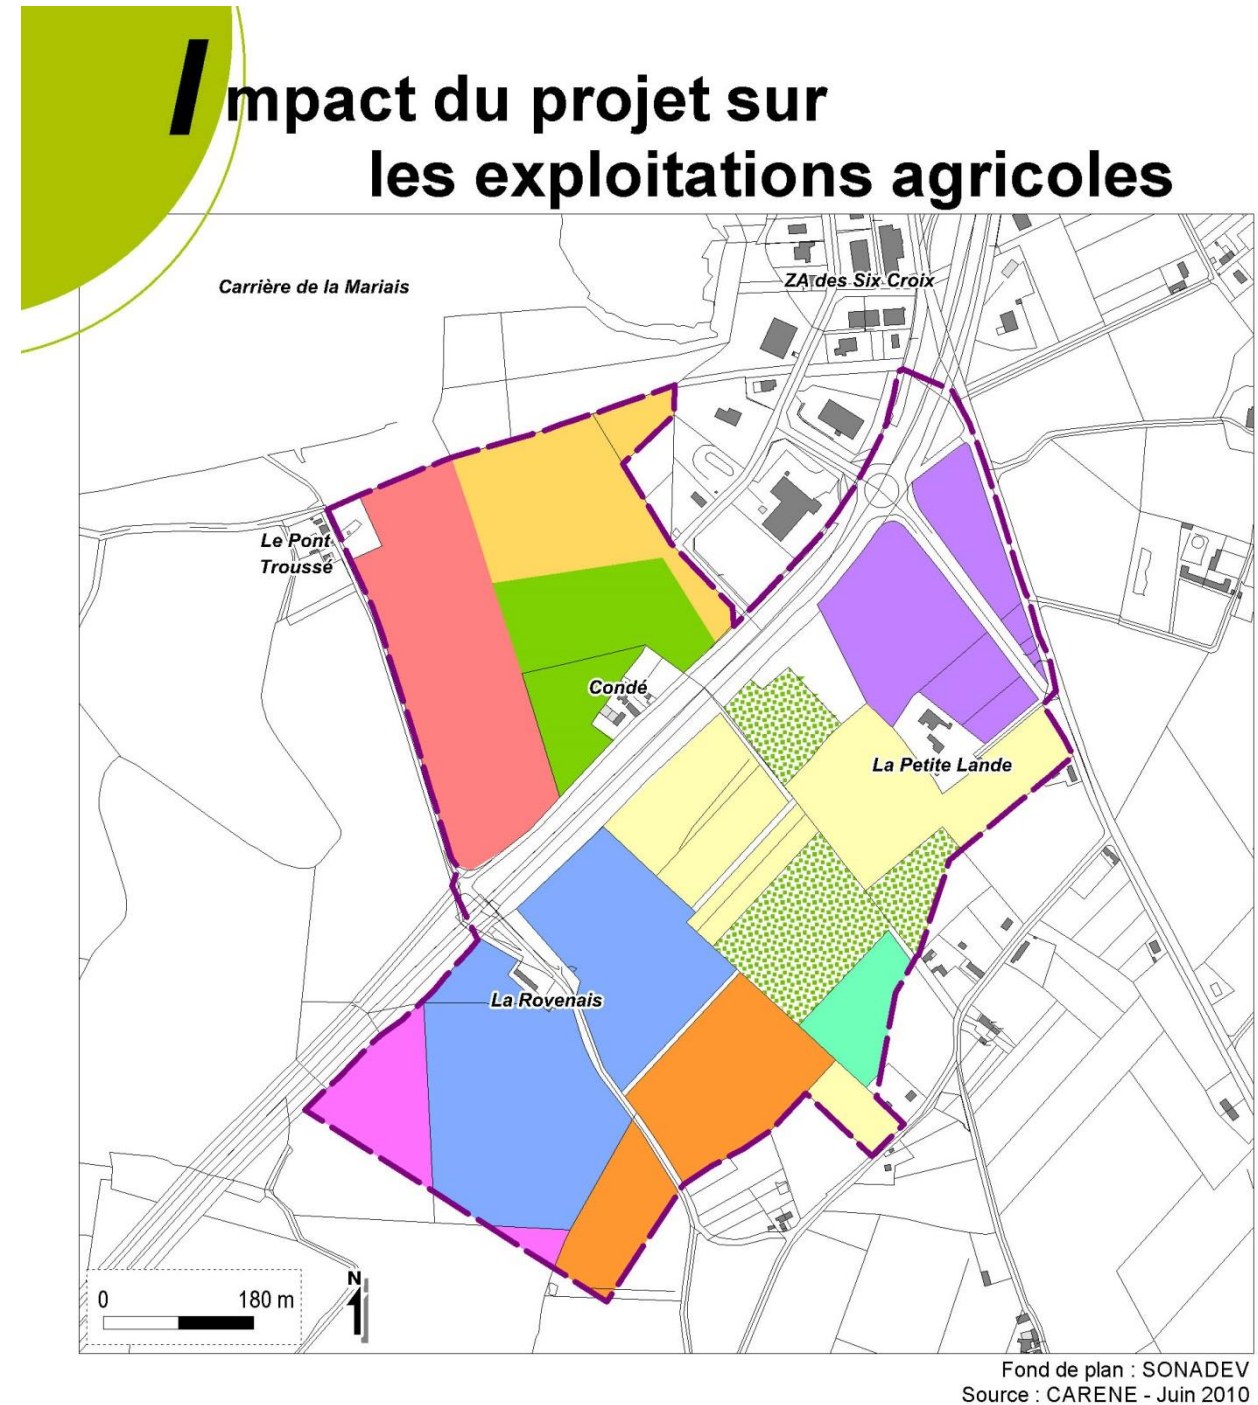 Impact du projet sur
les exploitations agricoles
Carrière de la Mariais
ZA des Six Croix
Le Pont
Troussé
Condé
La Petite Lande
La Rovenais
N
0 180 m
Fond de plan : SONADEV
Source : CARENE - Juin 2010